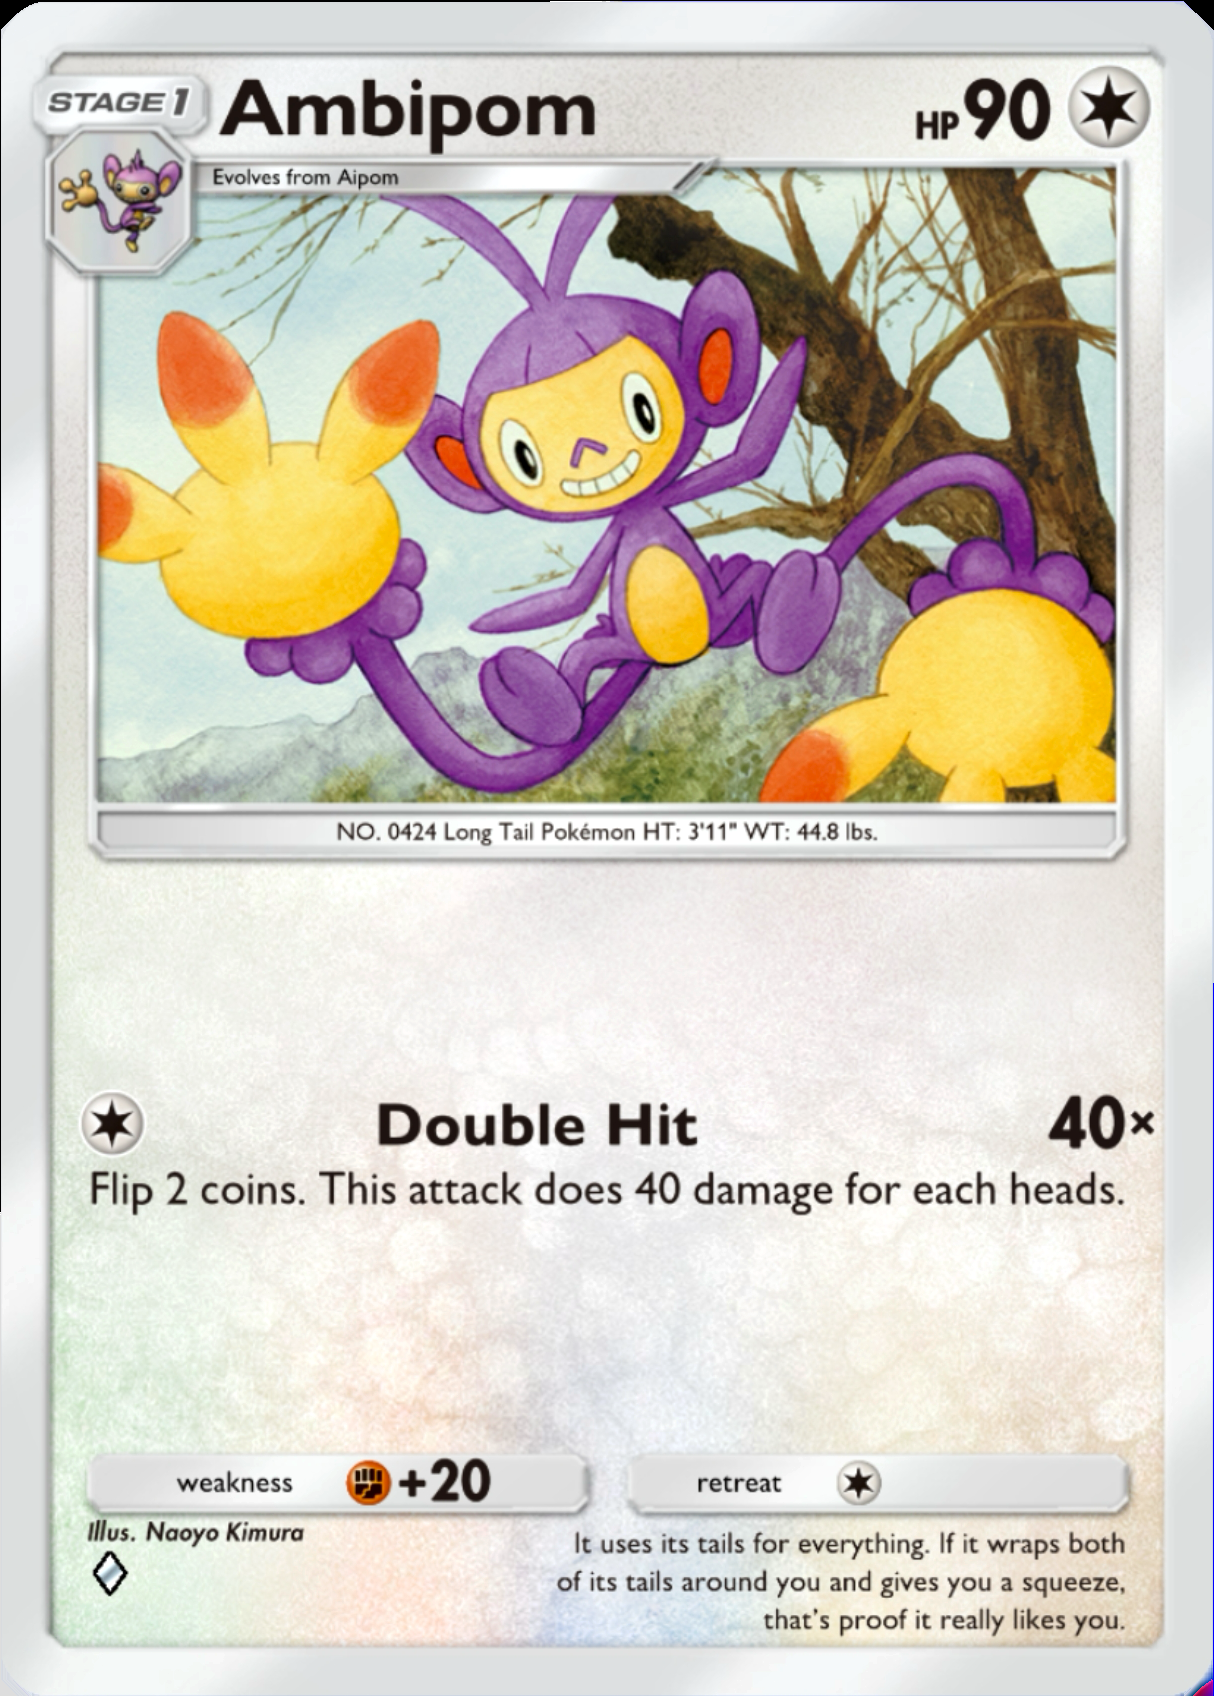 STAGE 1
Ambipom
HP 90
Evolves from Aipom
NO. 0424 Long Tail Pokémon HT: 3'11" WT: 44.8 lbs.
Double Hit 40×
Flip 2 coins. This attack does 40 damage for each heads.
weakness +20
retreat
Illus. Naoyo Kimura
It uses its tails for everything. If it wraps both
of its tails around you and gives you a squeeze,
that's proof it really likes you.